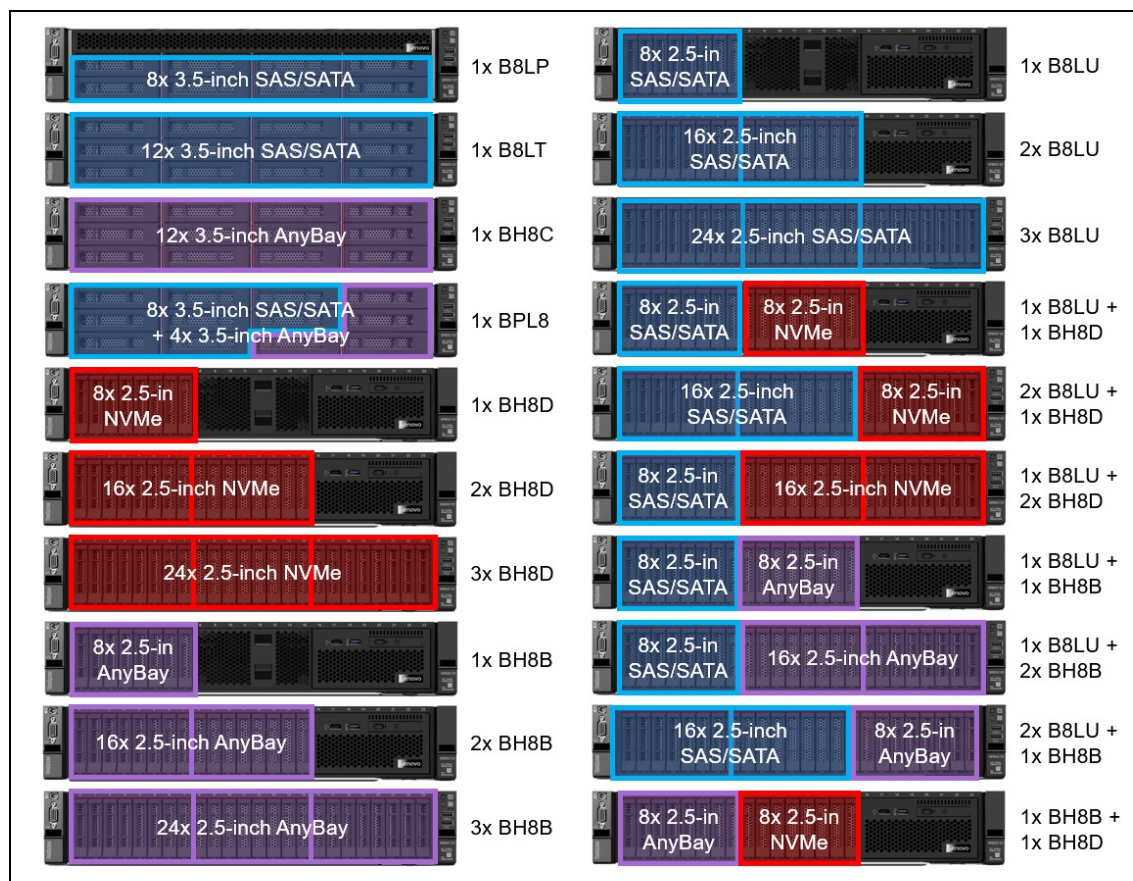 8x 3.5-inch SAS/SATA
1x B8LP
12x 3.5-inch SAS/SATA
1x B8LT
12x 3.5-inch AnyBay
1x BH8C
8x 3.5-inch SAS/SATA
+ 4x 3.5-inch AnyBay
1x BPL8
8x 2.5-in
NVMe
1x BH8D
16x 2.5-inch NVMe
2x BH8D
24x 2.5-inch NVMe
3x BH8D
8x 2.5-in
AnyBay
1x BH8B
16x 2.5-inch AnyBay
2x BH8B
24x 2.5-inch AnyBay
3x BH8B
8x 2.5-in
SAS/SATA
1x B8LU
16x 2.5-inch
SAS/SATA
2x B8LU
24x 2.5-inch SAS/SATA
3x B8LU
8x 2.5-in
SAS/SATA
8x 2.5-in
NVMe
1x B8LU +
1x BH8D
16x 2.5-inch
SAS/SATA
8x 2.5-in
NVMe
2x B8LU +
1x BH8D
8x 2.5-in
SAS/SATA
16x 2.5-inch NVMe
1x B8LU +
2x BH8D
8x 2.5-in
SAS/SATA
8x 2.5-in
AnyBay
1x B8LU +
1x BH8B
8x 2.5-in
SAS/SATA
16x 2.5-inch AnyBay
1x B8LU +
2x BH8B
16x 2.5-inch
SAS/SATA
8x 2.5-in
AnyBay
2x B8LU +
1x BH8B
8x 2.5-in
AnyBay
8x 2.5-in
NVMe
1x BH8B +
1x BH8D